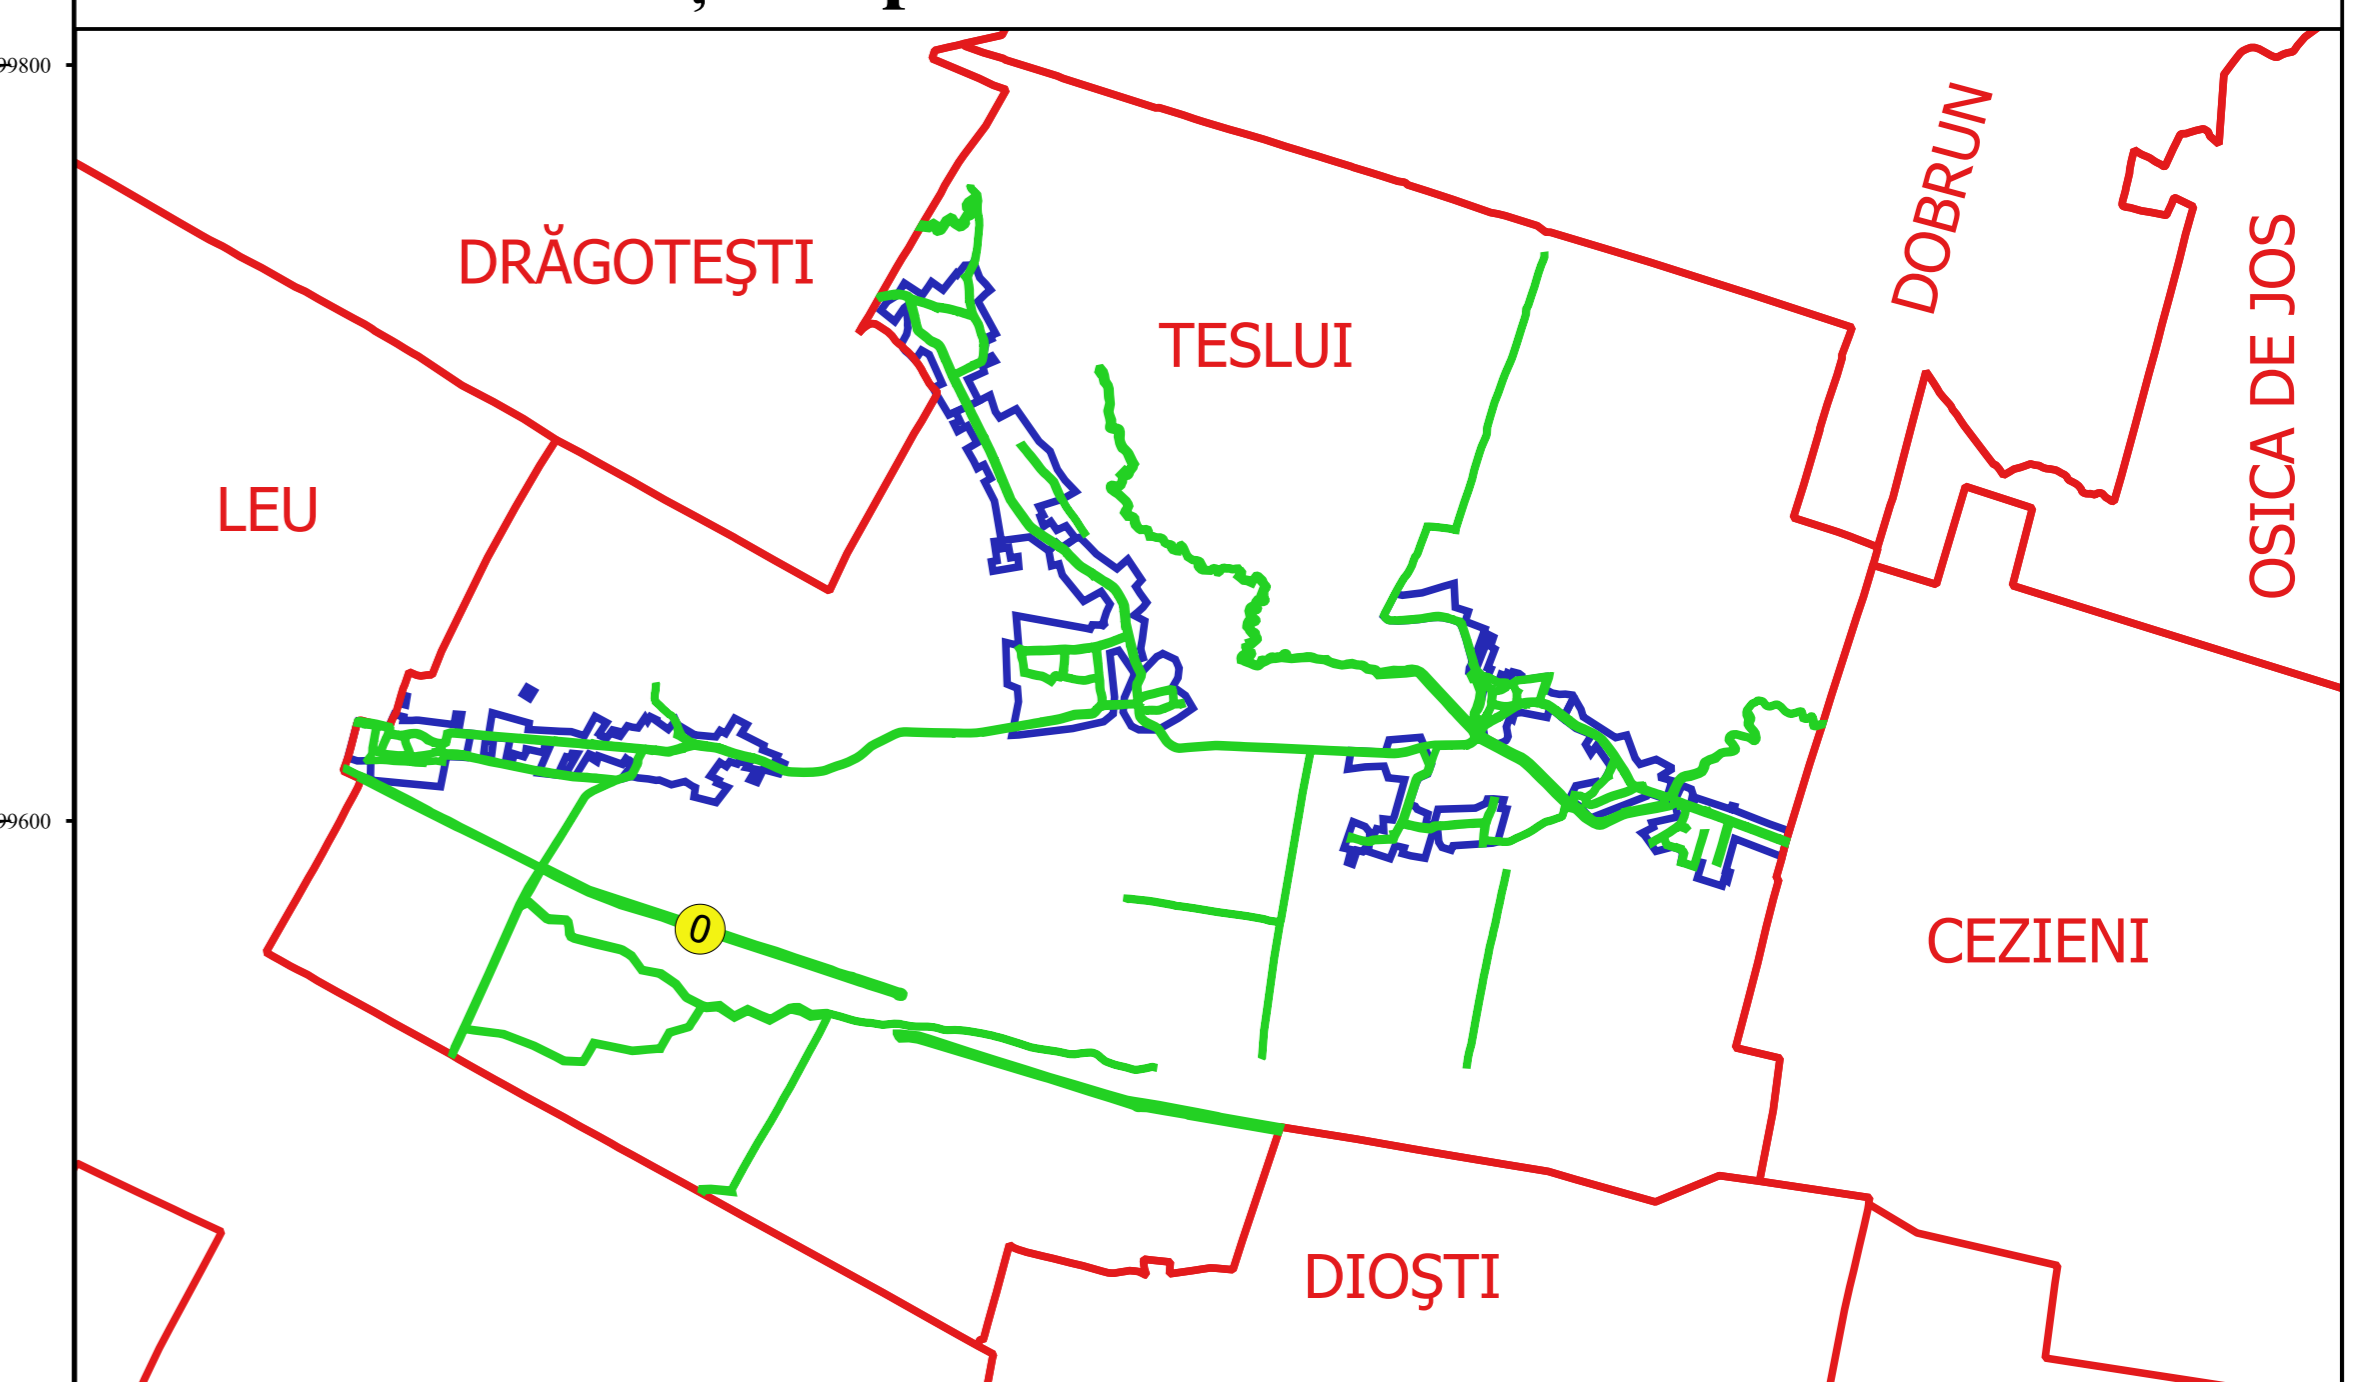 99800
DOBRUN
DRĂGOTEŞTI
OSICA DE JOS
TESLUI
LEU
99600
0
CEZIENI
DIOŞTI